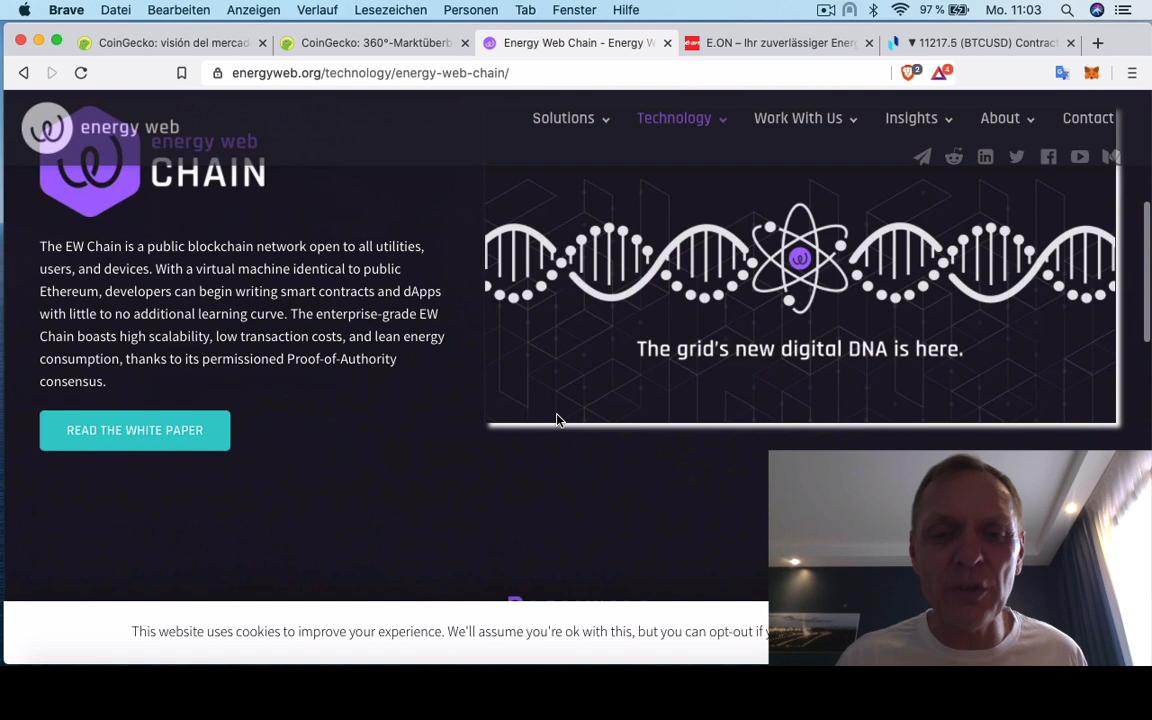 Brave Datei Bearbeiten Anzeigen Verlauf Lesezeichen Personen Tab Fenster Hilfe 97 % Mo. 11:03
CoinGecko: visión del mercad CoinGecko: 360°-Marktüberb Energy Web Chain - Energy W E.ON – Ihr zuverlässiger Energ ▼ 11217.5 (BTCUSD) Contract
energyweb.org/technology/energy-web-chain/ 2 4
energy web
Solutions Technology Work With Us Insights About Contact
energy web
CHAIN
The EW Chain is a public blockchain network open to all utilities,
users, and devices. With a virtual machine identical to public
Ethereum, developers can begin writing smart contracts and dApps
with little to no additional learning curve. The enterprise-grade EW
Chain boasts high scalability, low transaction costs, and lean energy
consumption, thanks to its permissioned Proof-of-Authority
consensus.
READ THE WHITE PAPER
The grid's new digital DNA is here.
This website uses cookies to improve your experience. We'll assume you're ok with this, but you can opt-out if